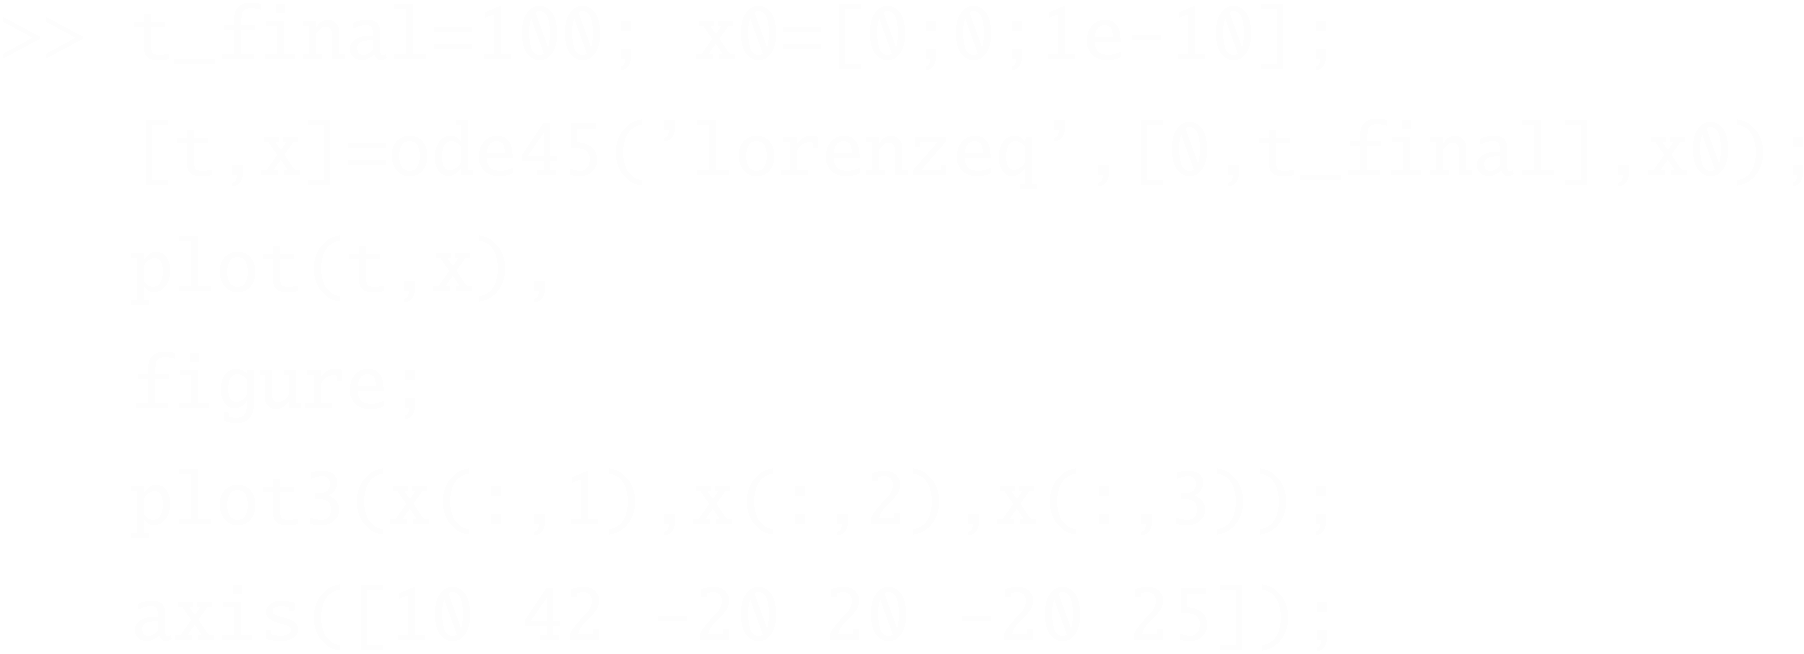 >> t_final=100; x0=[0;0;1e-10];
[t,x]=ode45('lorenzeq',[0,t_final],x0);
plot(t,x),
figure;
plot3(x(:,1),x(:,2),x(:,3));
axis([10 42 -20 20 -20 25]);